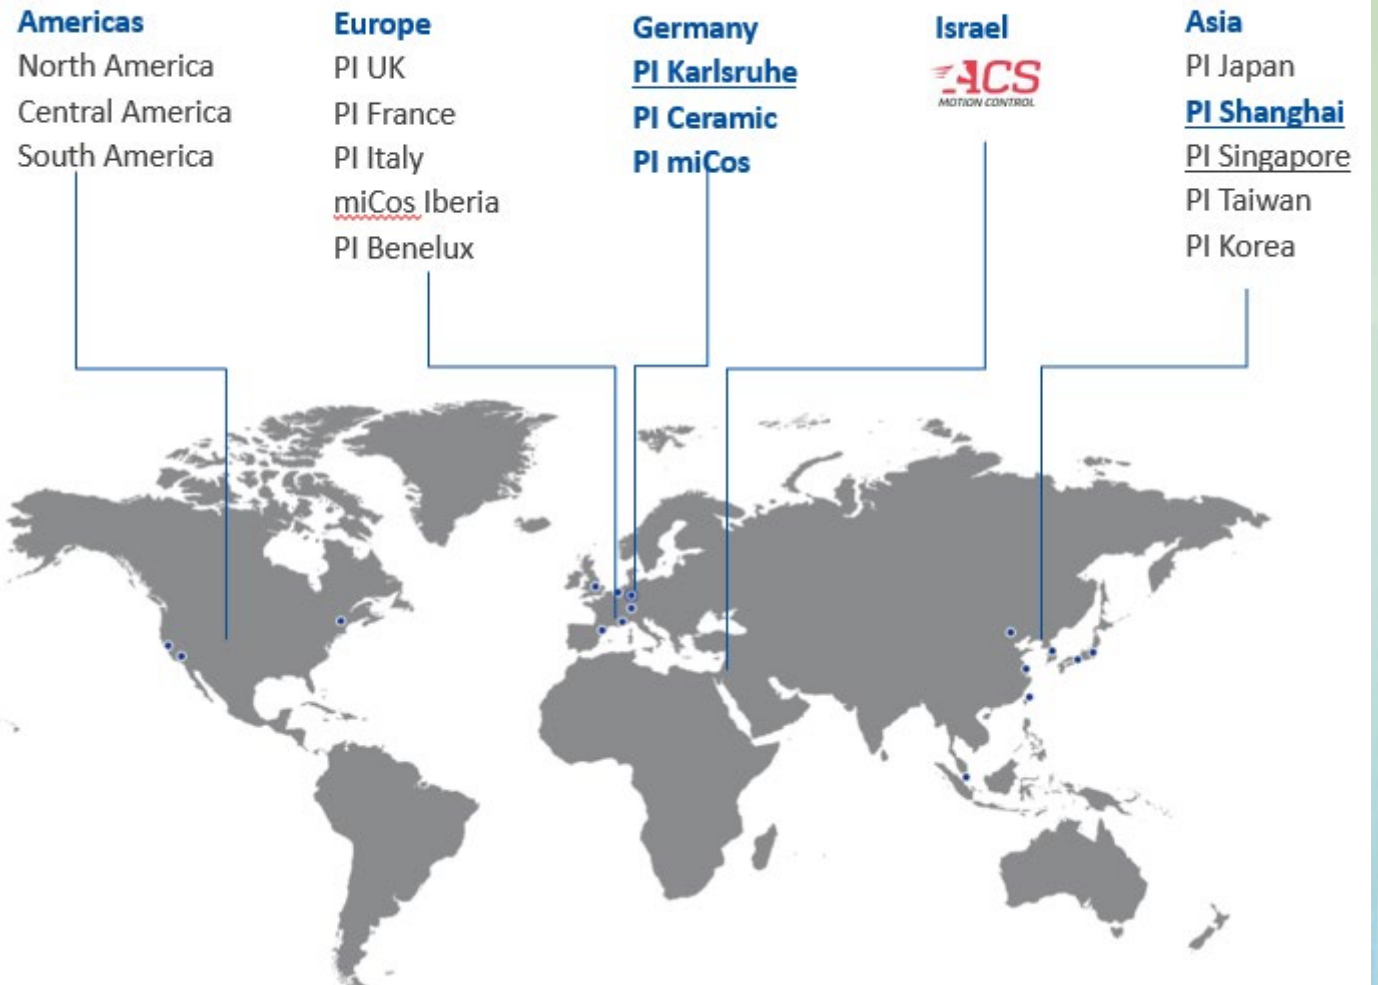 Americas
North America
Central America
South America
Europe
PI UK
PI France
PI Italy
miCos Iberia
PI Benelux
Germany
PI Karlsruhe
PI Ceramic
PI miCos
Israel
ACS
MOTION CONTROL
Asia
PI Japan
PI Shanghai
PI Singapore
PI Taiwan
PI Korea